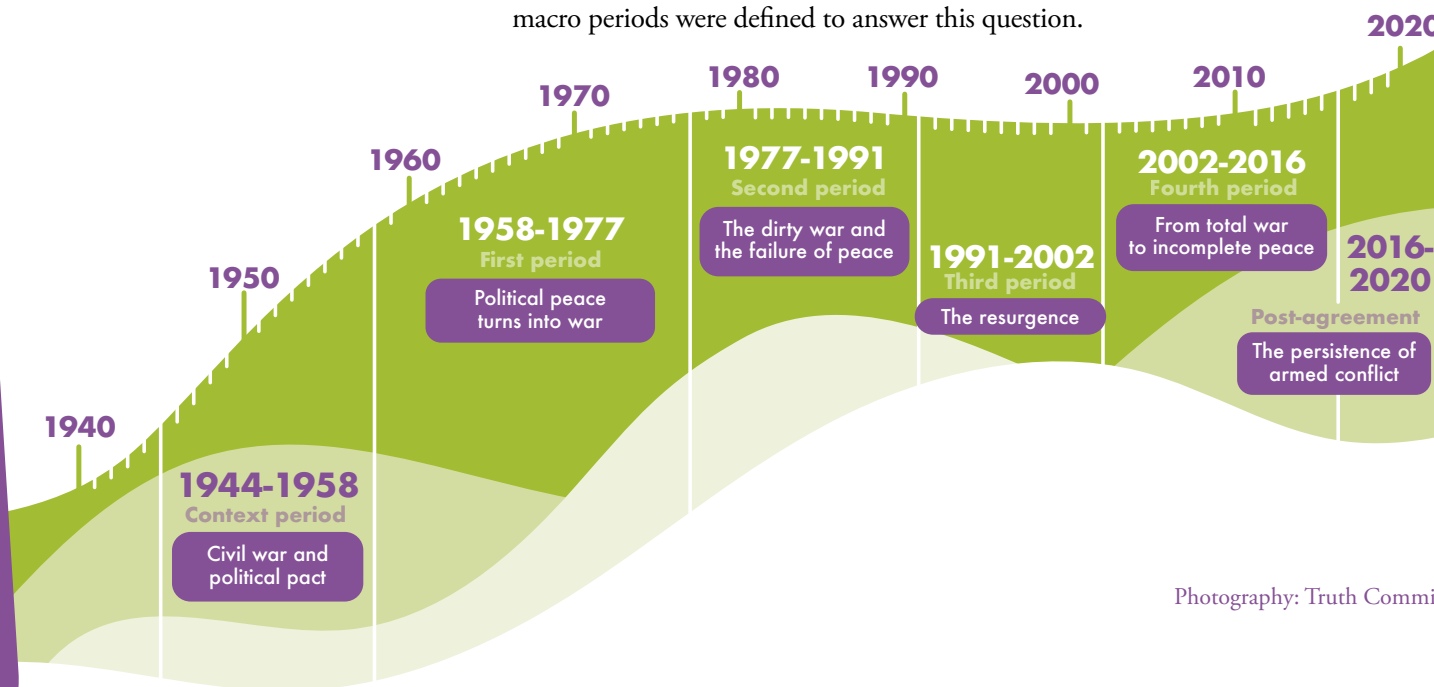 macro periods were defined to answer this question.
1940
1950
1960
1970
1980
1990
2000
2010
2020
1944-1958
Context period
Civil war and
political pact
1958-1977
First period
Political peace
turns into war
1977-1991
Second period
The dirty war and
the failure of peace
1991-2002
Third period
The resurgence
2002-2016
Fourth period
From total war
to incomplete peace
2016-
2020
Post-agreement
The persistence of
armed conflict
Photography: Truth Commi